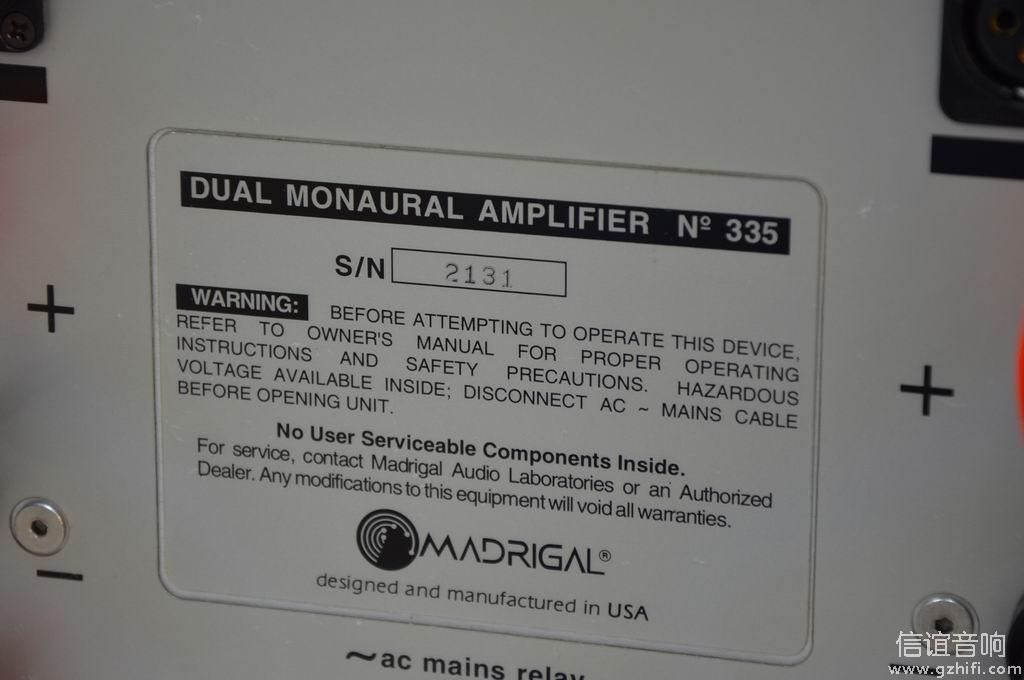 DUAL MONAURAL AMPLIFIER Nº 335
S/N 2131
WARNING: BEFORE ATTEMPTING TO OPERATE THIS DEVICE,
REFER TO OWNER'S MANUAL FOR PROPER OPERATING
INSTRUCTIONS AND SAFETY PRECAUTIONS. HAZARDOUS
VOLTAGE AVAILABLE INSIDE; DISCONNECT AC ~ MAINS CABLE
BEFORE OPENING UNIT.
No User Serviceable Components Inside.
For service, contact Madrigal Audio Laboratories or an Authorized
Dealer. Any modifications to this equipment will void all warranties.
MADRIGAL®
designed and manufactured in USA
+
+
−
~ac mains relay
信谊音响
www.gzhifi.com